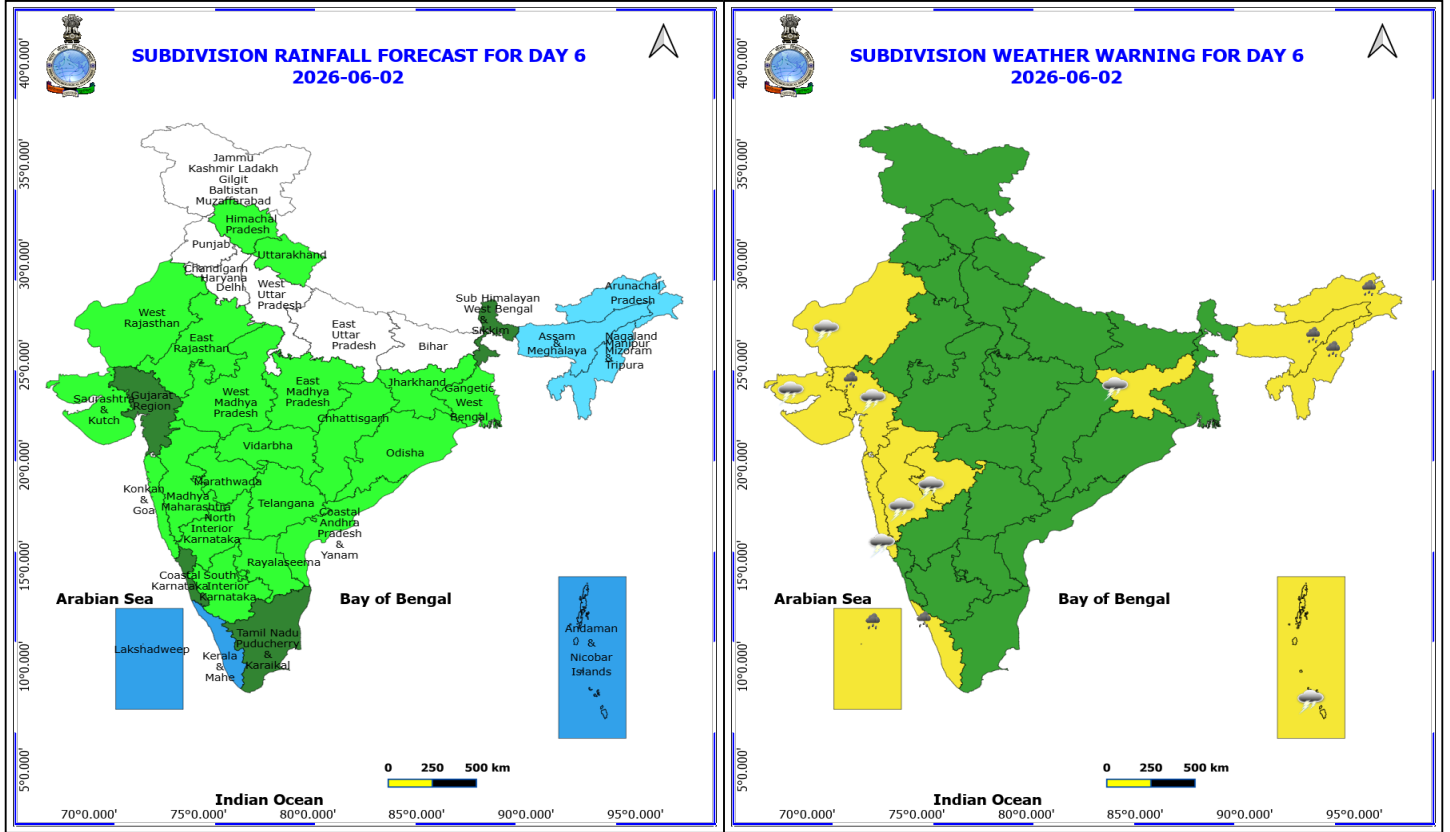 SUBDIVISION RAINFALL FORECAST FOR DAY 6
2026-06-02
40°0.000'
35°0.000'
30°0.000'
25°0.000'
20°0.000'
15°0.000'
10°0.000'
5°0.000'
Jammu
Kashmir Ladakh
Gilgit
Baltistan
Muzaffarabad
Himachal
Pradesh
Punjab
Uttarakhand
Chandigarh
Haryana
Delhi
West
Uttar
Pradesh
East
Uttar
Pradesh
Bihar
Sub Himalayan
West Bengal
&
Sikkim
Arunachal
Pradesh
Assam
&
Meghalaya
Nagaland
Manipur
Mizoram
&
Tripura
West
Rajasthan
East
Rajasthan
Saurashtra
&
Kutch
Gujarat
Region
West
Madhya
Pradesh
East
Madhya
Pradesh
Jharkhand
Gangetic
West
Bengal
Chhattisgarh
Vidarbha
Odisha
Konkan
&
Goa
Madhya
Maharashtra
Marathwada
Telangana
North
Interior
Karnataka
Coastal
Andhra
Pradesh
&
Yanam
Rayalaseema
Coastal
Karnataka
South
Interior
Karnataka
Arabian Sea
Bay of Bengal
Lakshadweep
Kerala
&
Mahe
Tamil Nadu
Puducherry
&
Karaikal
Andaman
&
Nicobar
Islands
0 250 500 km
Indian Ocean
70°0.000' 75°0.000' 80°0.000' 85°0.000' 90°0.000' 95°0.000'
SUBDIVISION WEATHER WARNING FOR DAY 6
2026-06-02
40°0.000'
35°0.000'
30°0.000'
25°0.000'
20°0.000'
15°0.000'
10°0.000'
5°0.000'
Arabian Sea
Bay of Bengal
0 250 500 km
Indian Ocean
70°0.000' 75°0.000' 80°0.000' 85°0.000' 90°0.000' 95°0.000'